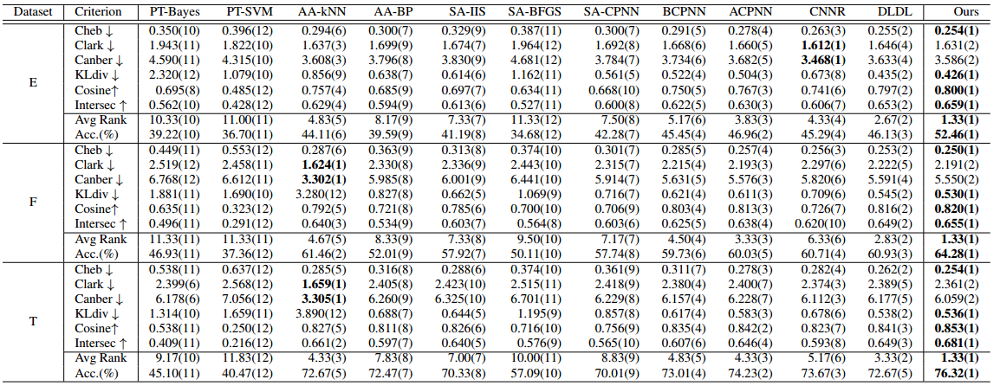 Dataset Criterion PT-Bayes PT-SVM AA-kNN AA-BP SA-IIS SA-BFGS SA-CPNN BCPNN ACPNN CNNR DLDL Ours
Cheb ↓ 0.350(10) 0.396(12) 0.294(6) 0.300(7) 0.329(9) 0.387(11) 0.300(7) 0.291(5) 0.278(4) 0.263(3) 0.255(2) 0.254(1)
Clark ↓ 1.943(11) 1.822(10) 1.637(3) 1.699(9) 1.674(7) 1.964(12) 1.692(8) 1.668(6) 1.660(5) 1.612(1) 1.646(4) 1.631(2)
Canber ↓ 4.590(11) 4.315(10) 3.608(3) 3.796(8) 3.830(9) 4.681(12) 3.784(7) 3.734(6) 3.682(5) 3.468(1) 3.633(4) 3.586(2)
E KLdiv ↓ 2.320(12) 1.079(10) 0.856(9) 0.638(7) 0.614(6) 1.162(11) 0.561(5) 0.522(4) 0.504(3) 0.673(8) 0.435(2) 0.426(1)
Cosine↑ 0.695(8) 0.485(12) 0.757(4) 0.685(9) 0.697(7) 0.634(11) 0.668(10) 0.750(5) 0.767(3) 0.741(6) 0.797(2) 0.800(1)
Intersec ↑ 0.562(10) 0.428(12) 0.629(4) 0.594(9) 0.613(6) 0.527(11) 0.600(8) 0.622(5) 0.630(3) 0.606(7) 0.653(2) 0.659(1)
Avg Rank 10.33(10) 11.00(11) 4.83(5) 8.17(9) 7.33(7) 11.33(12) 7.50(8) 5.17(6) 3.83(3) 4.33(4) 2.67(2) 1.33(1)
Acc.(%) 39.22(10) 36.70(11) 44.11(6) 39.59(9) 41.19(8) 34.68(12) 42.28(7) 45.45(4) 46.96(2) 45.29(4) 46.13(3) 52.46(1)
Cheb ↓ 0.449(11) 0.553(12) 0.287(6) 0.363(9) 0.313(8) 0.374(10) 0.301(7) 0.285(5) 0.257(4) 0.256(3) 0.253(2) 0.250(1)
Clark ↓ 2.519(12) 2.458(11) 1.624(1) 2.330(8) 2.336(9) 2.443(10) 2.315(7) 2.215(4) 2.193(3) 2.297(6) 2.222(5) 2.191(2)
Canber ↓ 6.768(12) 6.612(11) 3.302(1) 5.985(8) 6.001(9) 6.441(10) 5.914(7) 5.631(5) 5.576(3) 5.820(6) 5.591(4) 5.550(2)
F KLdiv ↓ 1.881(11) 1.690(10) 3.280(12) 0.827(8) 0.662(5) 1.069(9) 0.716(7) 0.621(4) 0.611(3) 0.709(6) 0.545(2) 0.530(1)
Cosine↑ 0.635(11) 0.323(12) 0.792(5) 0.721(8) 0.785(6) 0.700(10) 0.706(9) 0.803(4) 0.813(3) 0.726(7) 0.816(2) 0.820(1)
Intersec ↑ 0.496(11) 0.291(12) 0.640(3) 0.534(9) 0.603(7) 0.564(8) 0.603(6) 0.625(5) 0.638(4) 0.620(10) 0.649(2) 0.655(1)
Avg Rank 11.33(11) 11.33(11) 4.67(5) 8.33(9) 7.33(8) 9.50(10) 7.17(7) 4.50(4) 3.33(3) 6.33(6) 2.83(2) 1.33(1)
Acc.(%) 46.93(11) 37.36(12) 61.46(2) 52.01(9) 57.92(7) 50.11(10) 57.74(8) 59.73(6) 60.03(5) 60.71(4) 60.93(3) 64.28(1)
Cheb ↓ 0.538(11) 0.637(12) 0.285(5) 0.316(8) 0.288(6) 0.374(10) 0.361(9) 0.311(7) 0.278(3) 0.282(4) 0.262(2) 0.254(1)
Clark ↓ 2.399(6) 2.568(12) 1.659(1) 2.405(8) 2.423(10) 2.515(11) 2.418(9) 2.380(4) 2.400(7) 2.374(3) 2.389(5) 2.361(2)
Canber ↓ 6.178(6) 7.056(12) 3.305(1) 6.260(9) 6.325(10) 6.701(11) 6.229(8) 6.157(4) 6.228(7) 6.112(3) 6.177(5) 6.059(2)
T KLdiv ↓ 1.314(10) 1.659(11) 3.890(12) 0.688(7) 0.644(5) 1.195(9) 0.857(8) 0.617(4) 0.583(3) 0.678(6) 0.538(2) 0.536(1)
Cosine↑ 0.538(11) 0.250(12) 0.827(5) 0.811(8) 0.826(6) 0.716(10) 0.756(9) 0.835(4) 0.842(2) 0.823(7) 0.841(3) 0.853(1)
Intersec ↑ 0.409(11) 0.216(12) 0.661(2) 0.597(7) 0.640(5) 0.576(9) 0.565(10) 0.607(6) 0.646(4) 0.593(8) 0.649(3) 0.681(1)
Avg Rank 9.17(10) 11.83(12) 4.33(3) 7.83(8) 7.00(7) 10.00(11) 8.83(9) 4.83(5) 4.33(3) 5.17(6) 3.33(2) 1.33(1)
Acc.(%) 45.10(11) 40.47(12) 72.67(5) 72.47(7) 70.33(8) 57.09(10) 70.01(9) 73.01(4) 74.23(2) 73.67(3) 72.67(5) 76.32(1)